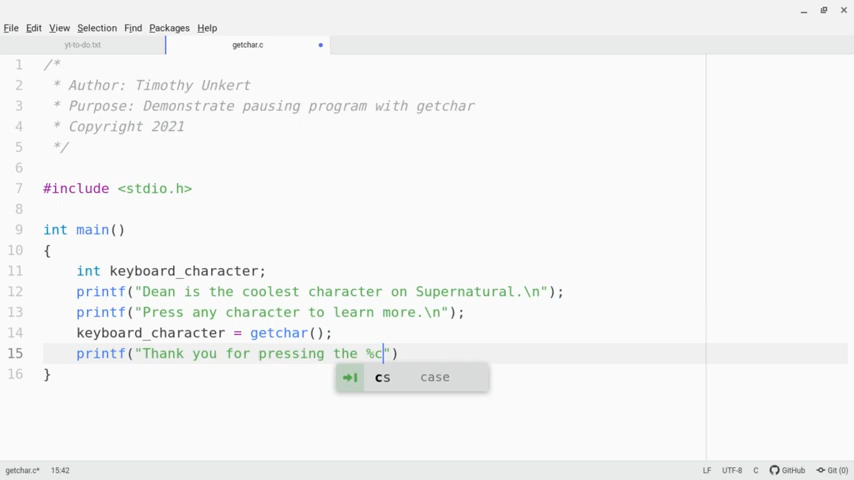 File Edit View Selection Find Packages Help
yt-to-do.txt getchar.c
1 /*
2 * Author: Timothy Unkert
3 * Purpose: Demonstrate pausing program with getchar
4 * Copyright 2021
5 */
6
7 #include <stdio.h>
8
9 int main()
10 {
11 int keyboard_character;
12 printf("Dean is the coolest character on Supernatural.\n");
13 printf("Press any character to learn more.\n");
14 keyboard_character = getchar();
15 printf("Thank you for pressing the %c")
cs case
16 }
getchar.c* 15:42 LF UTF-8 C GitHub Git (0)